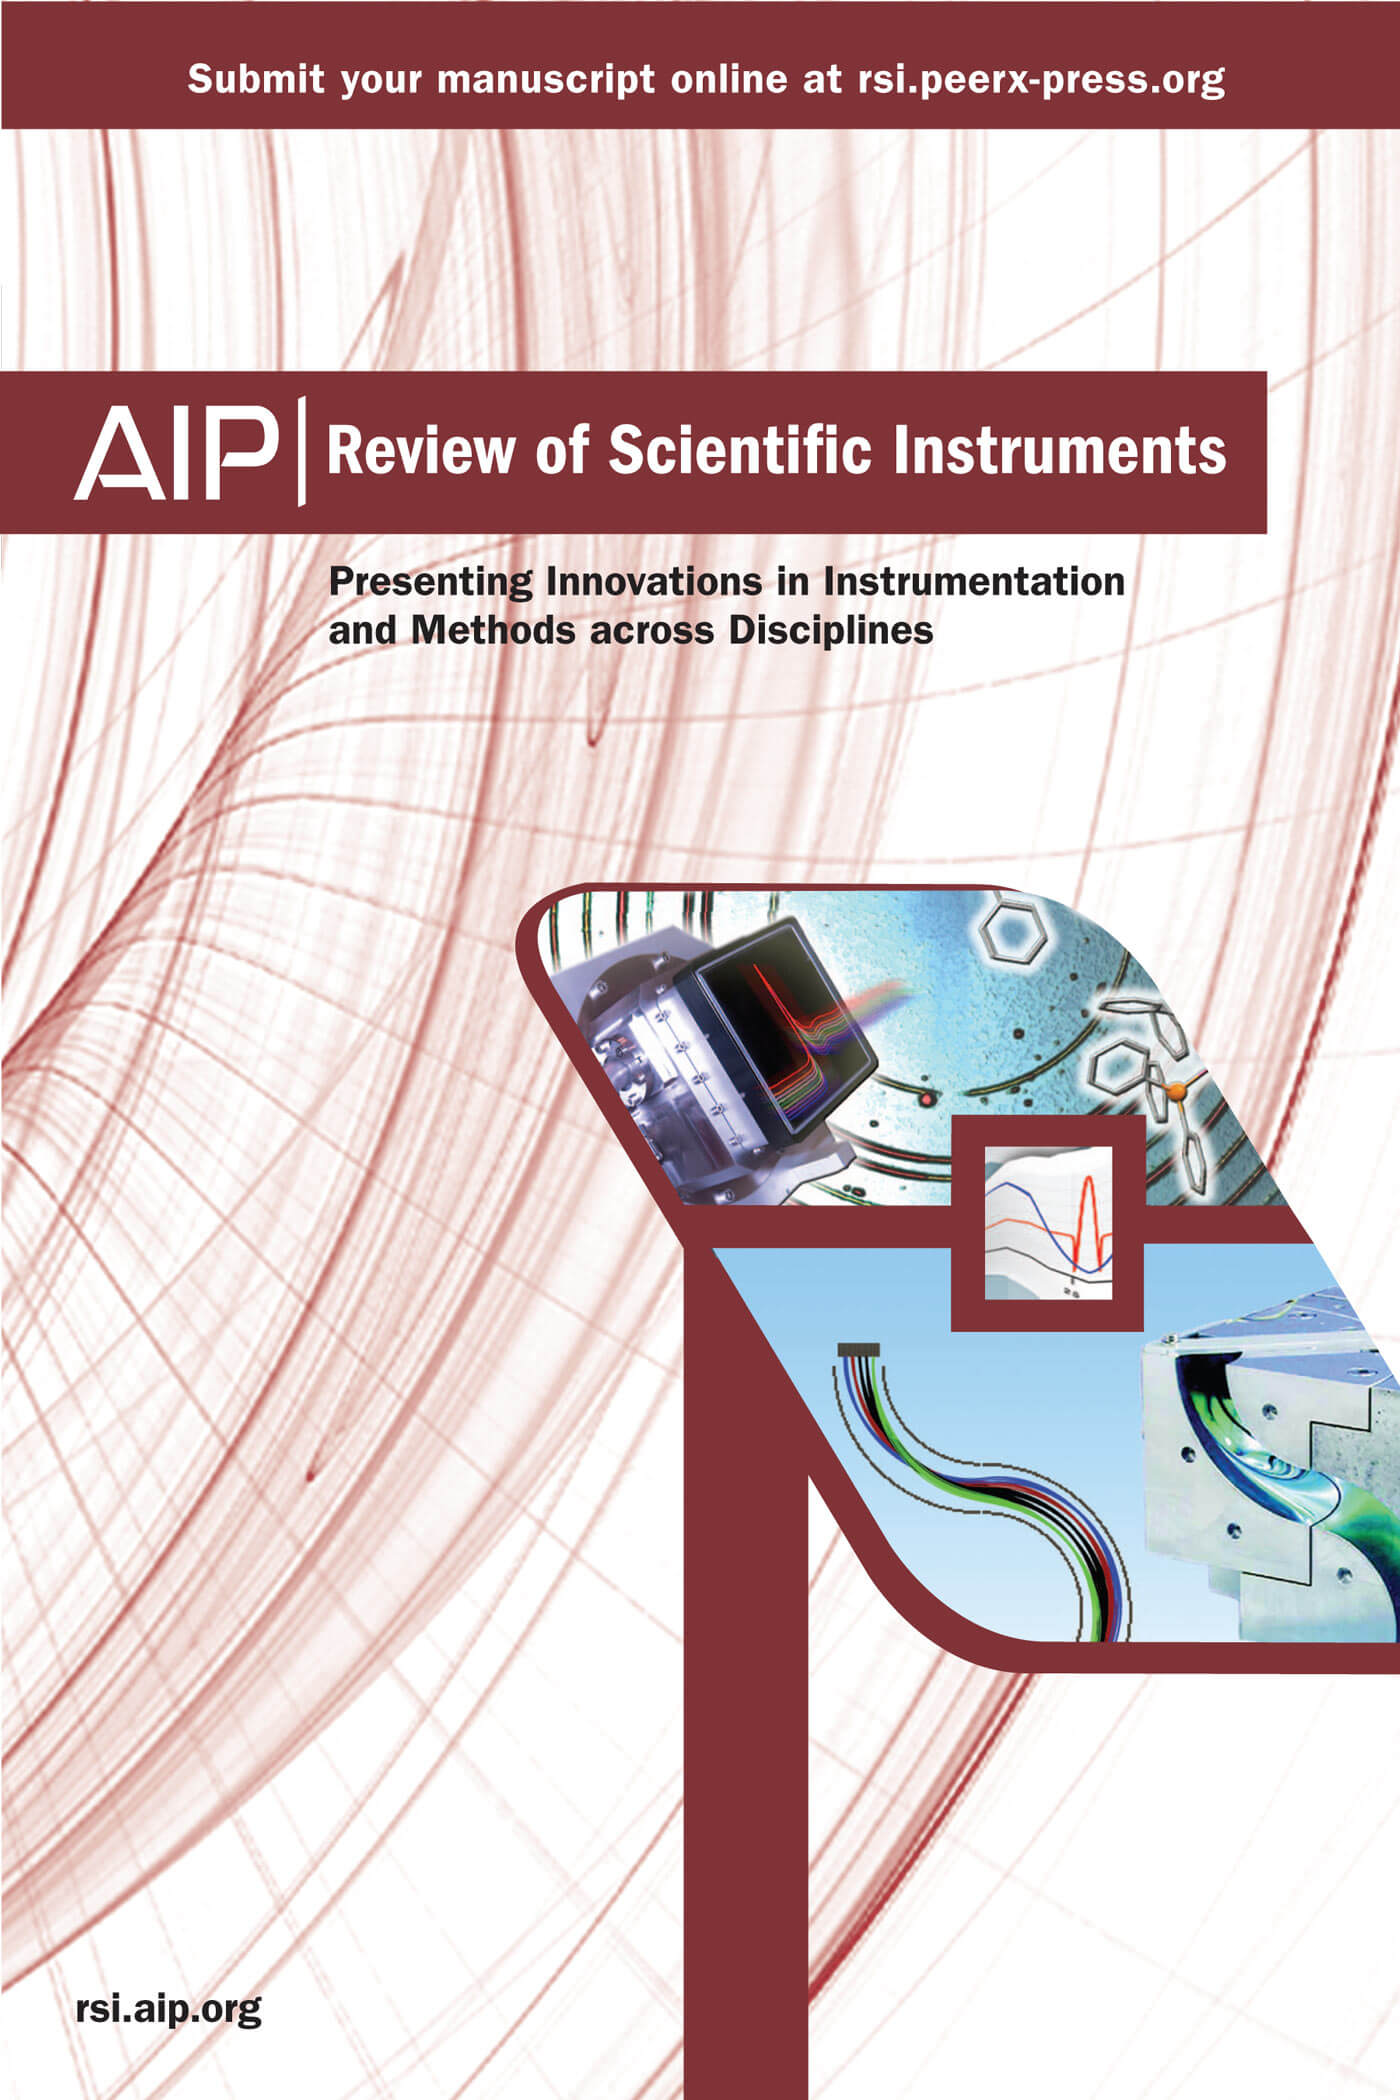 Submit your manuscript online at rsi.peerx-press.org
AIP | Review of Scientific Instruments
Presenting Innovations in Instrumentation
and Methods across Disciplines
rsi.aip.org